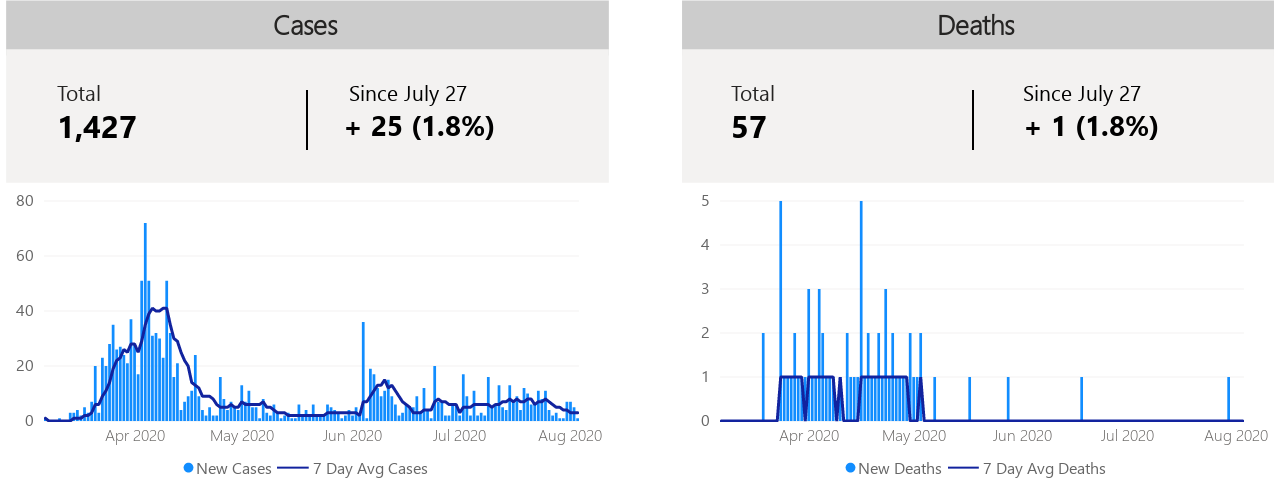 Cases
Total
Since July 27
1,427
+ 25 (1.8%)
80
60
40
20
0
Apr 2020
May 2020
Jun 2020
Jul 2020
Aug 2020
New Cases
7 Day Avg Cases
Deaths
Total
Since July 27
57
+ 1 (1.8%)
5
4
3
2
1
0
Apr 2020
May 2020
Jun 2020
Jul 2020
Aug 2020
New Deaths
7 Day Avg Deaths